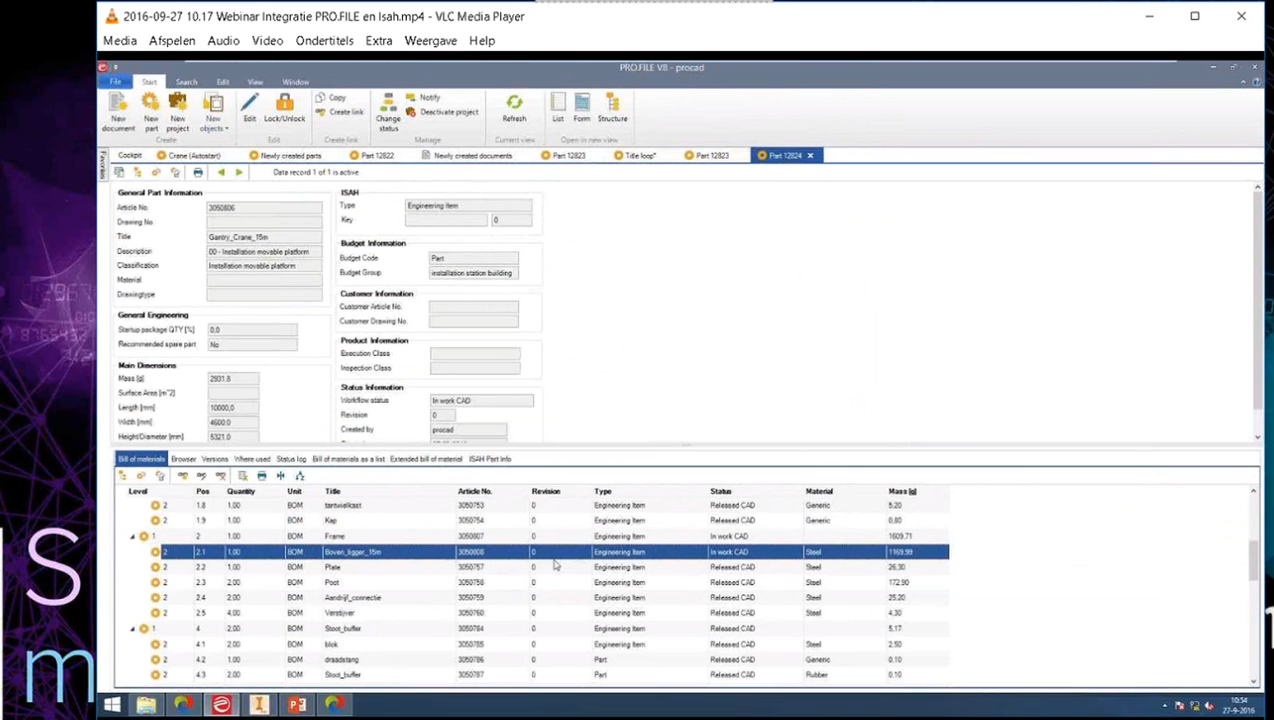 2016-09-27 10.17 Webinar Integratie PRO.FILE en Isah.mp4 - VLC Media Player
Media Afspelen Audio Video Ondertitels Extra Weergave Help
PRO.FILE V8 - procad
File Start Search Edit View Window
New document New part New project New objects Edit Lock/Unlock Copy Create link Change status Notify Deactivate project Refresh List Form Structure
Create Edit Create link Manage Current view Open in new view
Favorites Cockpit Crane (Autostart) Newly created parts Part 12822 Newly created documents Part 12823 Title loop* Part 12823 Part 12824
Data record 1 of 1 is active
General Part Information ISAH
Article No. 3050806 Type Engineering item
Drawing No Key 0
Title Gantry_Crane_15m
Budget Information
Description 00 - Installation movable platform Budget Code Part
Classification Installation movable platform Budget Group installation station building
Material
Drawingtype Customer Information
Customer Article No.
General Engineering Customer Drawing No.
Startup package QTY [%] 0,0
Product Information
Recommended spare part No Execution Class
Main Dimensions Inspection Class
Mass [g] 2931,8
Status Information
Surface Area [m^2] Workflow status In work CAD
Length [mm] 10000,0 Revision 0
Width [mm] 4600,0 Created by procad
Height/Diameter [mm] 5321,0
Bill of materials Browser Versions Where used Status log Bill of materials as a list Extended bill of material ISAH Part Info
Level Pos Quantity Unit Title Article No. Revision Type Status Material Mass [g]
2 1.8 1,00 BOM tantwielkast 3050753 0 Engineering Item Released CAD Generic 5,20
2 1.9 1,00 BOM Kap 3050754 0 Engineering Item Released CAD Generic 0,80
1 2 1,00 BOM Frame 3050807 0 Engineering Item In work CAD 1609,71
2 2.1 1,00 BOM Boven_ligger_15m 3050808 0 Engineering Item In work CAD Steel 1169,99
2 2.2 1,00 BOM Plate 3050757 0 Engineering Item Released CAD Steel 26,30
2 2.3 2,00 BOM Poot 3050758 0 Engineering Item Released CAD Steel 172,90
2 2.4 2,00 BOM Aandrijf_connectie 3050759 0 Engineering Item Released CAD Steel 25,20
2 2.5 4,00 BOM Verstijver 3050760 0 Engineering Item Released CAD Steel 4,30
1 4 2,00 BOM Stoot_buffer 3050784 0 Engineering Item Released CAD 5,17
2 4.1 1,00 BOM blok 3050785 0 Engineering Item Released CAD Steel 2,50
2 4.2 1,00 BOM draadstang 3050786 0 Part Released CAD Generic 0,10
2 4.3 2,00 BOM Stoot_buffer 3050787 0 Part Released CAD Rubber 0,10
10:54
27-9-2016